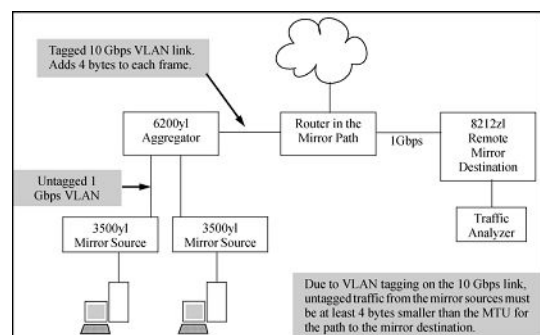 Tagged 10 Gbps VLAN link.
Adds 4 bytes to each frame.
6200yl
Aggregator
Router in the
Mirror Path
1Gbps
8212zl
Remote
Mirror
Destination
Untagged 1
Gbps VLAN
3500yl
Mirror Source
3500yl
Mirror Source
Traffic
Analyzer
Due to VLAN tagging on the 10 Gbps link,
untagged traffic from the mirror sources must
be at least 4 bytes smaller than the MTU for
the path to the mirror destination.